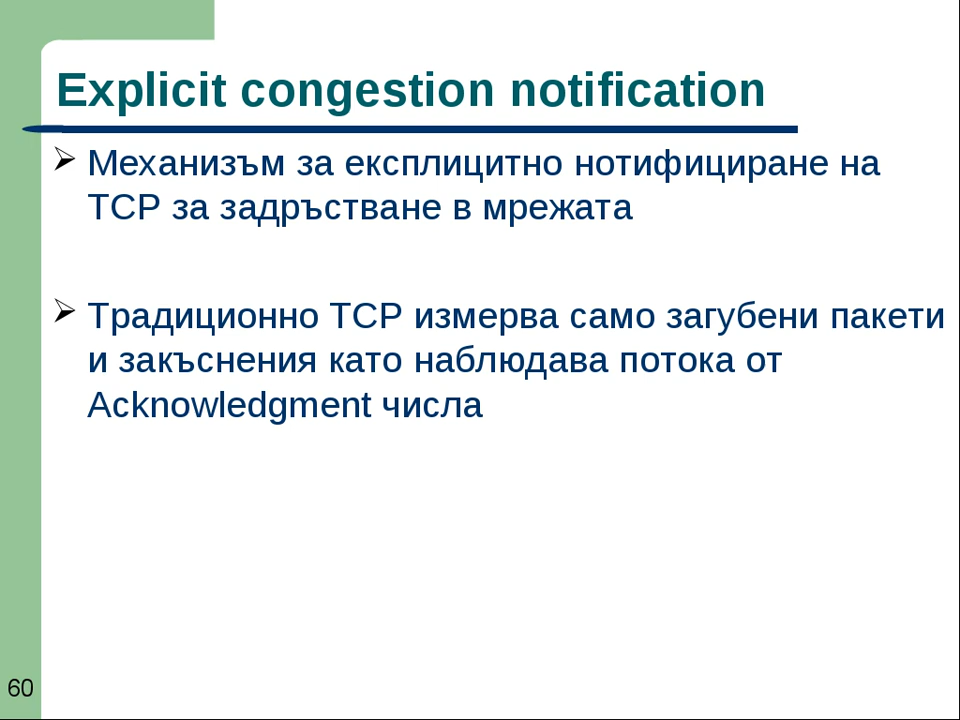 Explicit congestion notification
Механизъм за експлицитно нотифициране на
TCP за задръстване в мрежата
Традиционно TCP измерва само загубени пакети
и закъснения като наблюдава потока от
Acknowledgment числа
60